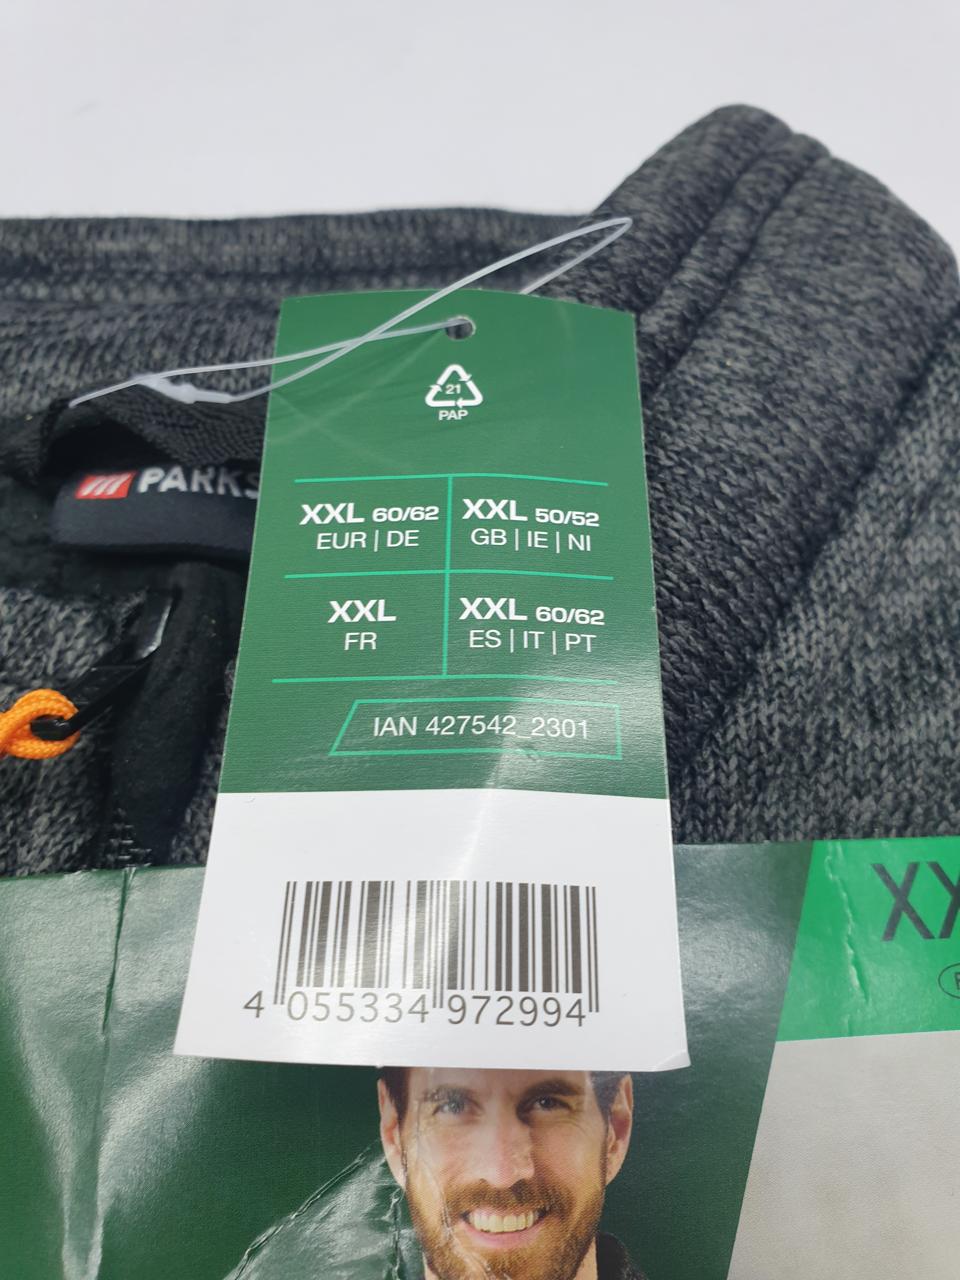 21
PAP
XXL 60/62
EUR | DE
XXL 50/52
GB | IE | NI
XXL
FR
XXL 60/62
ES | IT | PT
IAN 427542_2301
4 055334 972994